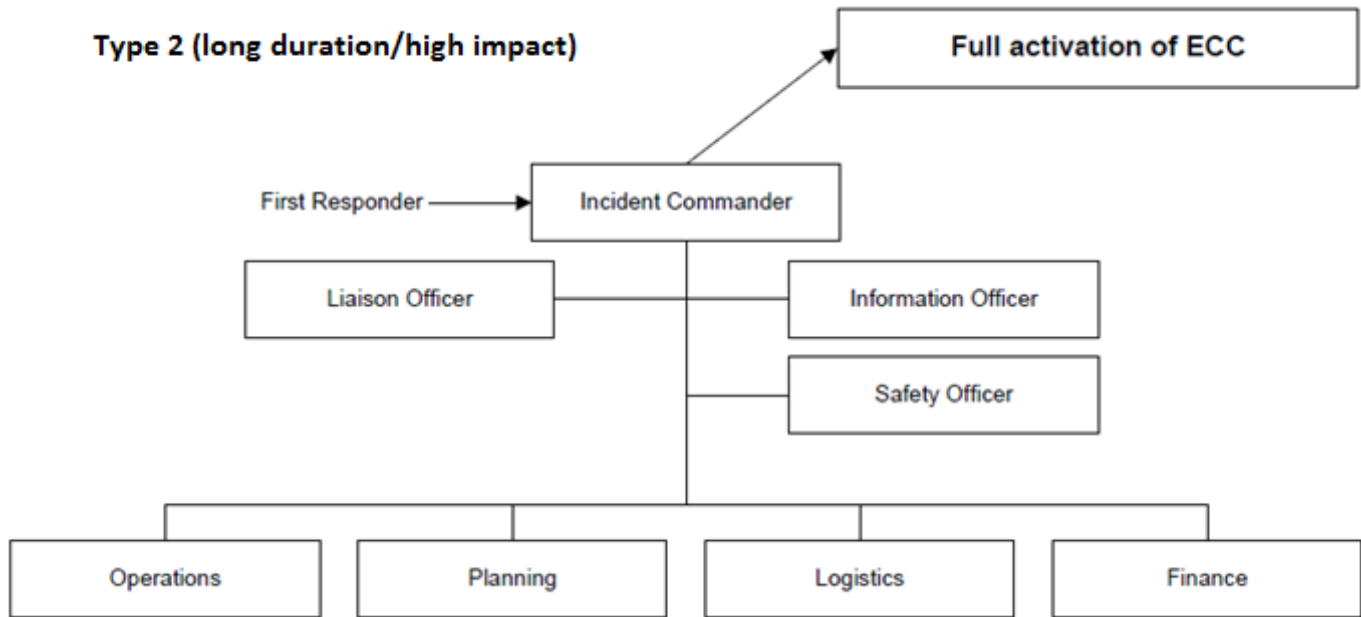 Type 2 (long duration/high impact)
Full activation of ECC
First Responder
Incident Commander
Liaison Officer
Information Officer
Safety Officer
Operations
Planning
Logistics
Finance